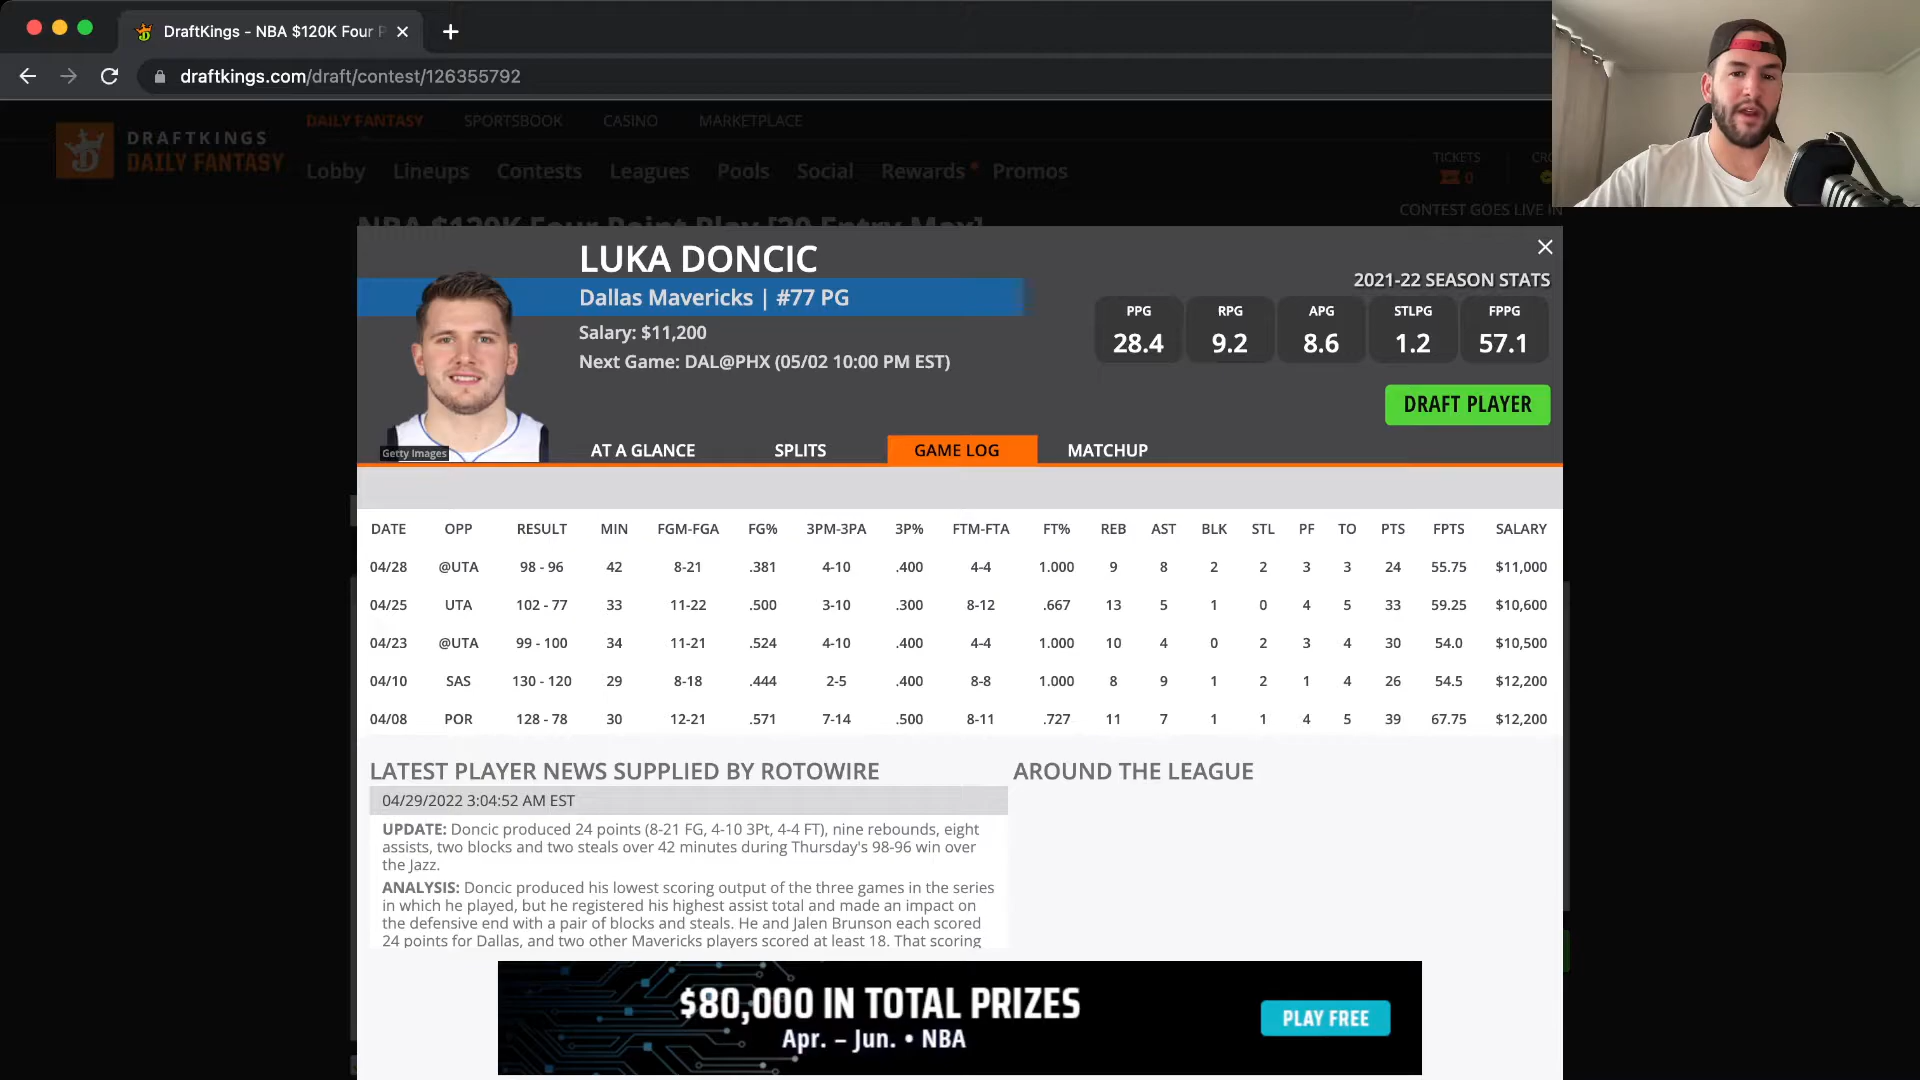 DraftKings - NBA $120K Four P
draftkings.com/draft/contest/126355792
DAILY FANTASY SPORTSBOOK CASINO MARKETPLACE
DRAFTKINGS
DAILY FANTASY
Lobby Lineups Contests Leagues Pools Social Rewards Promos
TICKETS
0
CRO
NBA $120K Four Point Play [20 Entry Max]
CONTEST GOES LIVE IN
LUKA DONCIC
Dallas Mavericks | #77 PG
Salary: $11,200
Next Game: DAL@PHX (05/02 10:00 PM EST)
2021-22 SEASON STATS
PPG RPG APG STLPG FPPG
28.4 9.2 8.6 1.2 57.1
DRAFT PLAYER
Getty Images
AT A GLANCE SPLITS GAME LOG MATCHUP
DATE OPP RESULT MIN FGM-FGA FG% 3PM-3PA 3P% FTM-FTA FT% REB AST BLK STL PF TO PTS FPTS SALARY
04/28 @UTA 98 - 96 42 8-21 .381 4-10 .400 4-4 1.000 9 8 2 2 3 3 24 55.75 $11,000
04/25 UTA 102 - 77 33 11-22 .500 3-10 .300 8-12 .667 13 5 1 0 4 5 33 59.25 $10,600
04/23 @UTA 99 - 100 34 11-21 .524 4-10 .400 4-4 1.000 10 4 0 2 3 4 30 54.0 $10,500
04/10 SAS 130 - 120 29 8-18 .444 2-5 .400 8-8 1.000 8 9 1 2 1 4 26 54.5 $12,200
04/08 POR 128 - 78 30 12-21 .571 7-14 .500 8-11 .727 11 7 1 1 4 5 39 67.75 $12,200
LATEST PLAYER NEWS SUPPLIED BY ROTOWIRE
AROUND THE LEAGUE
04/29/2022 3:04:52 AM EST
UPDATE: Doncic produced 24 points (8-21 FG, 4-10 3Pt, 4-4 FT), nine rebounds, eight
assists, two blocks and two steals over 42 minutes during Thursday's 98-96 win over
the Jazz.
ANALYSIS: Doncic produced his lowest scoring output of the three games in the series
in which he played, but he registered his highest assist total and made an impact on
the defensive end with a pair of blocks and steals. He and Jalen Brunson each scored
24 points for Dallas, and two other Mavericks players scored at least 18. That scoring
$80,000 IN TOTAL PRIZES
Apr. – Jun. • NBA
PLAY FREE